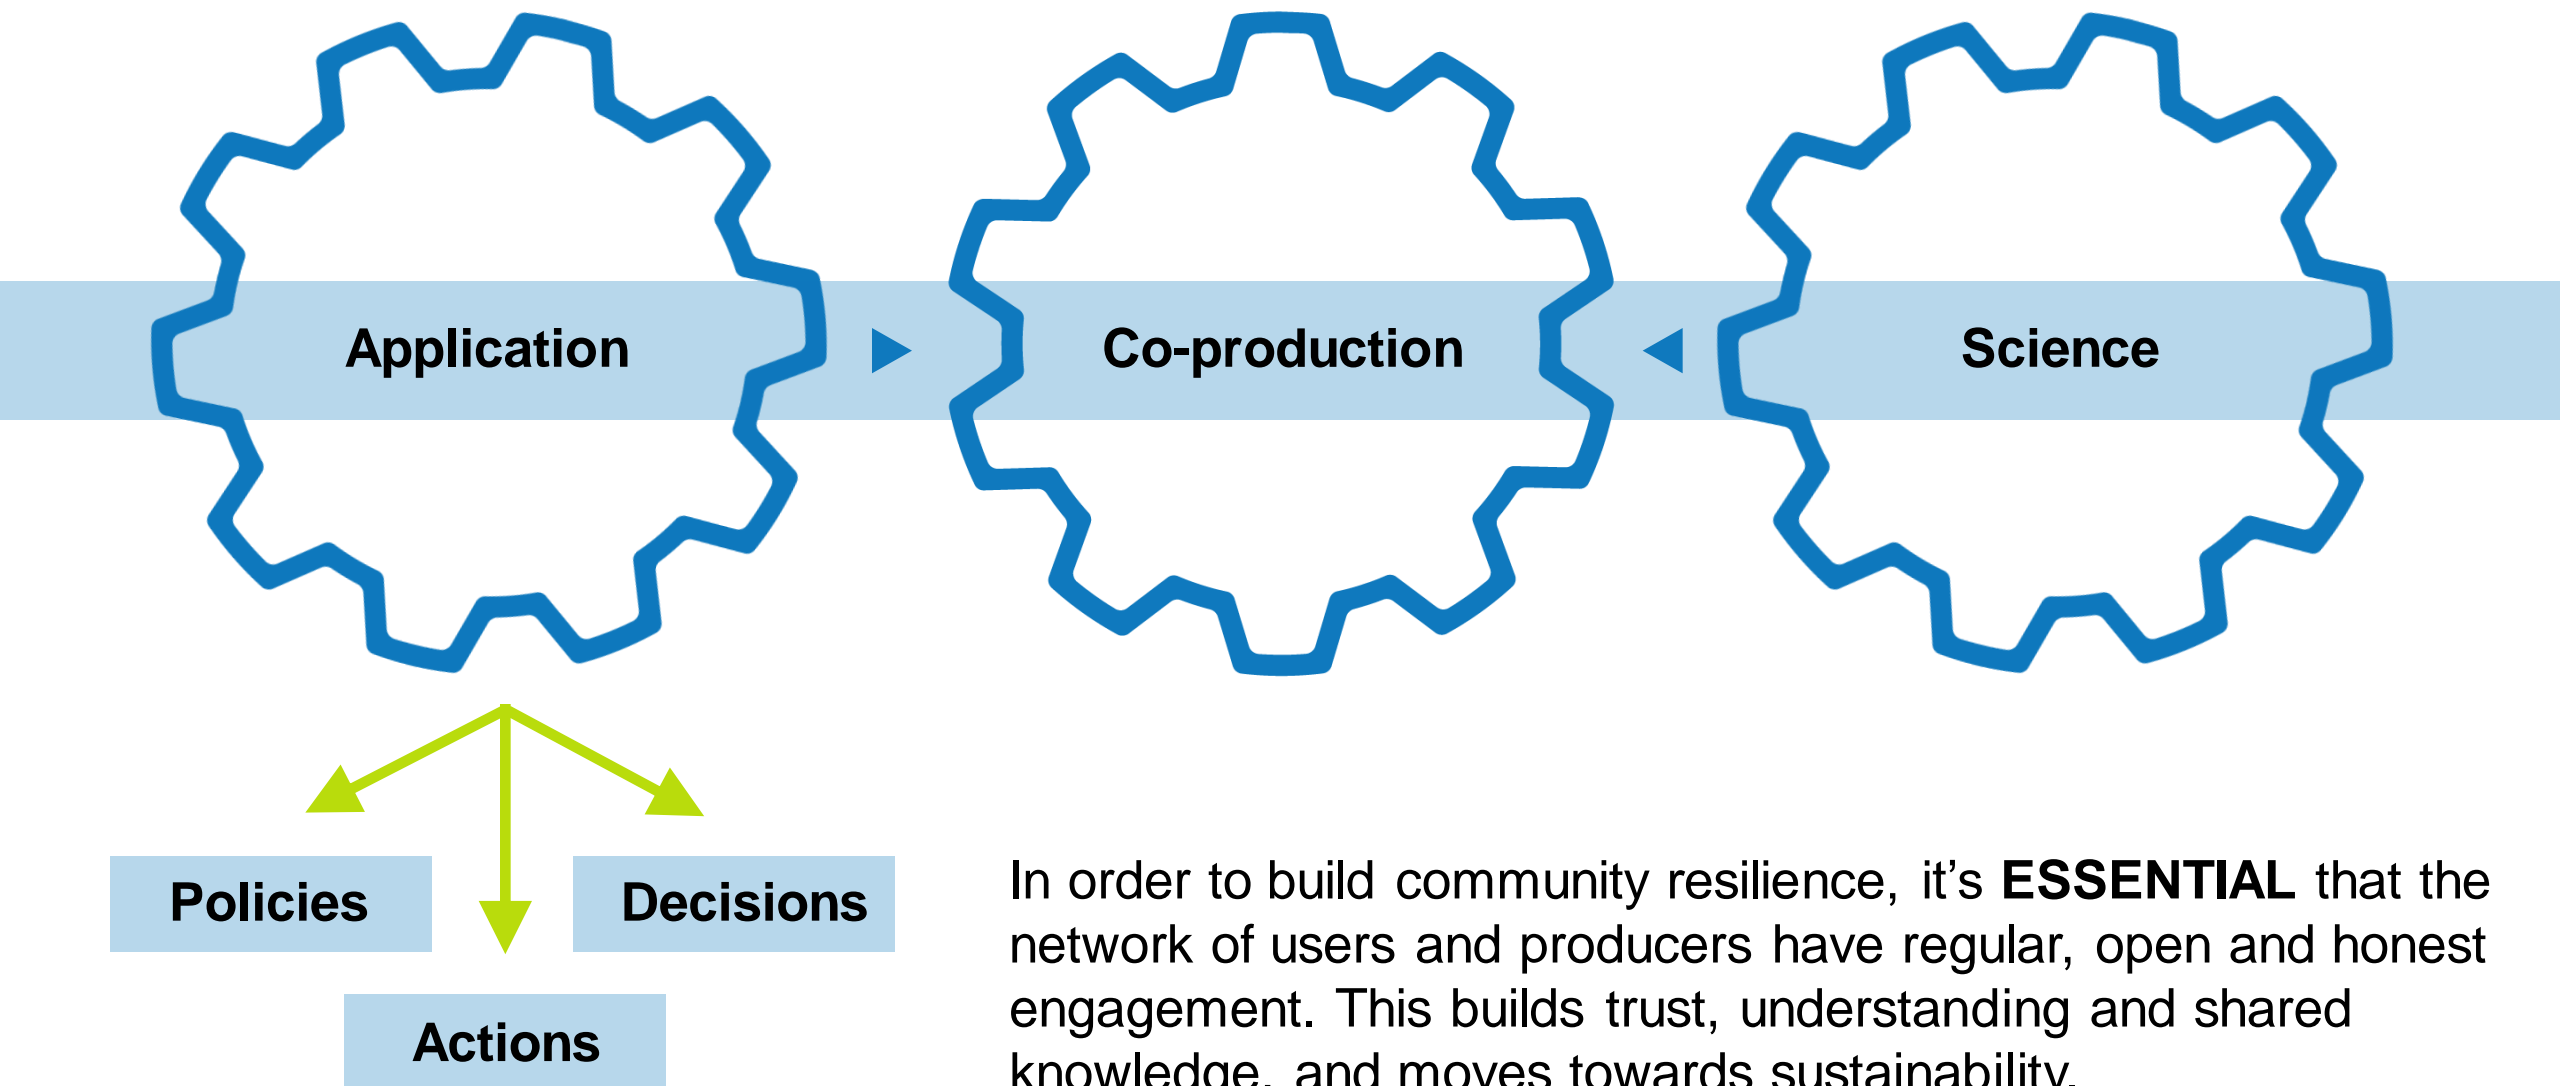 Application
Co-production
Science
Policies
Decisions
Actions
In order to build community resilience, it’s ESSENTIAL that the
network of users and producers have regular, open and honest
engagement. This builds trust, understanding and shared
knowledge, and moves towards sustainability.